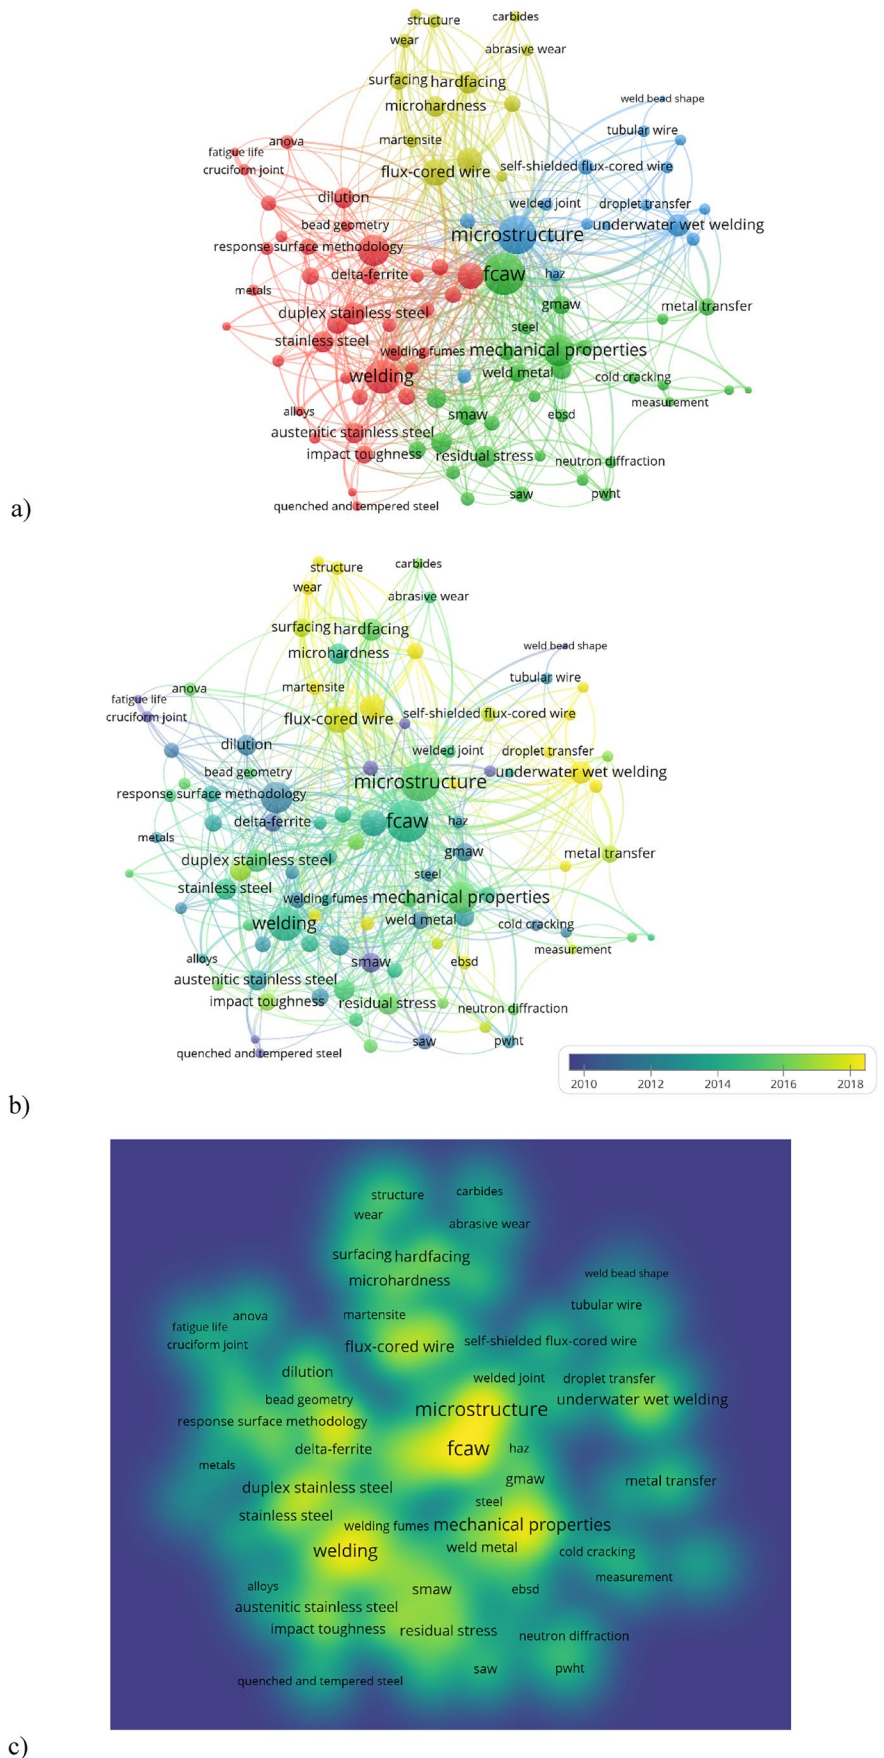 structure
carbides
wear
abrasive wear
surfacing hardfacing
weld bead shape
microhardness
tubular wire
martensite
anova
fatigue life
self-shielded flux-cored wire
cruciform joint
flux-cored wire
dilution
welded joint
droplet transfer
bead geometry
underwater wet welding
microstructure
response surface methodology
delta-ferrite
fcaw
haz
metals
gmaw
metal transfer
duplex stainless steel
steel
stainless steel
welding fumes
mechanical properties
welding
weld metal
cold cracking
measurement
alloys
smaw
ebsd
austenitic stainless steel
impact toughness
residual stress
neutron diffraction
saw
pwht
quenched and tempered steel
a)
structure
carbides
wear
abrasive wear
surfacing hardfacing
weld bead shape
microhardness
tubular wire
martensite
anova
fatigue life
self-shielded flux-cored wire
cruciform joint
flux-cored wire
dilution
welded joint
droplet transfer
bead geometry
underwater wet welding
microstructure
response surface methodology
delta-ferrite
fcaw
haz
metals
gmaw
metal transfer
duplex stainless steel
steel
stainless steel
welding fumes
mechanical properties
welding
weld metal
cold cracking
measurement
alloys
smaw
ebsd
austenitic stainless steel
impact toughness
residual stress
neutron diffraction
saw
pwht
quenched and tempered steel
2010 2012 2014 2016 2018
b)
structure
carbides
wear
abrasive wear
surfacing hardfacing
weld bead shape
microhardness
tubular wire
martensite
anova
fatigue life
self-shielded flux-cored wire
cruciform joint
flux-cored wire
dilution
welded joint
droplet transfer
bead geometry
underwater wet welding
microstructure
response surface methodology
delta-ferrite
fcaw
haz
metals
gmaw
metal transfer
duplex stainless steel
steel
stainless steel
welding fumes
mechanical properties
welding
weld metal
cold cracking
measurement
alloys
smaw
ebsd
austenitic stainless steel
impact toughness
residual stress
neutron diffraction
saw
pwht
quenched and tempered steel
c)